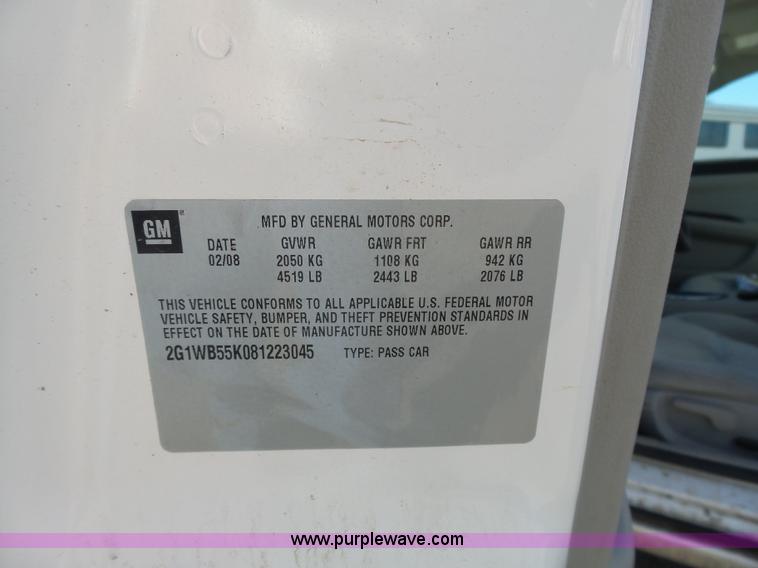 GM
MFD BY GENERAL MOTORS CORP.
DATE GVWR GAWR FRT GAWR RR
02/08 2050 KG 1108 KG 942 KG
4519 LB 2443 LB 2076 LB
THIS VEHICLE CONFORMS TO ALL APPLICABLE U.S. FEDERAL MOTOR
VEHICLE SAFETY, BUMPER, AND THEFT PREVENTION STANDARDS IN
EFFECT ON THE DATE OF MANUFACTURE SHOWN ABOVE.
2G1WB55K081223045 TYPE: PASS CAR
www.purplewave.com